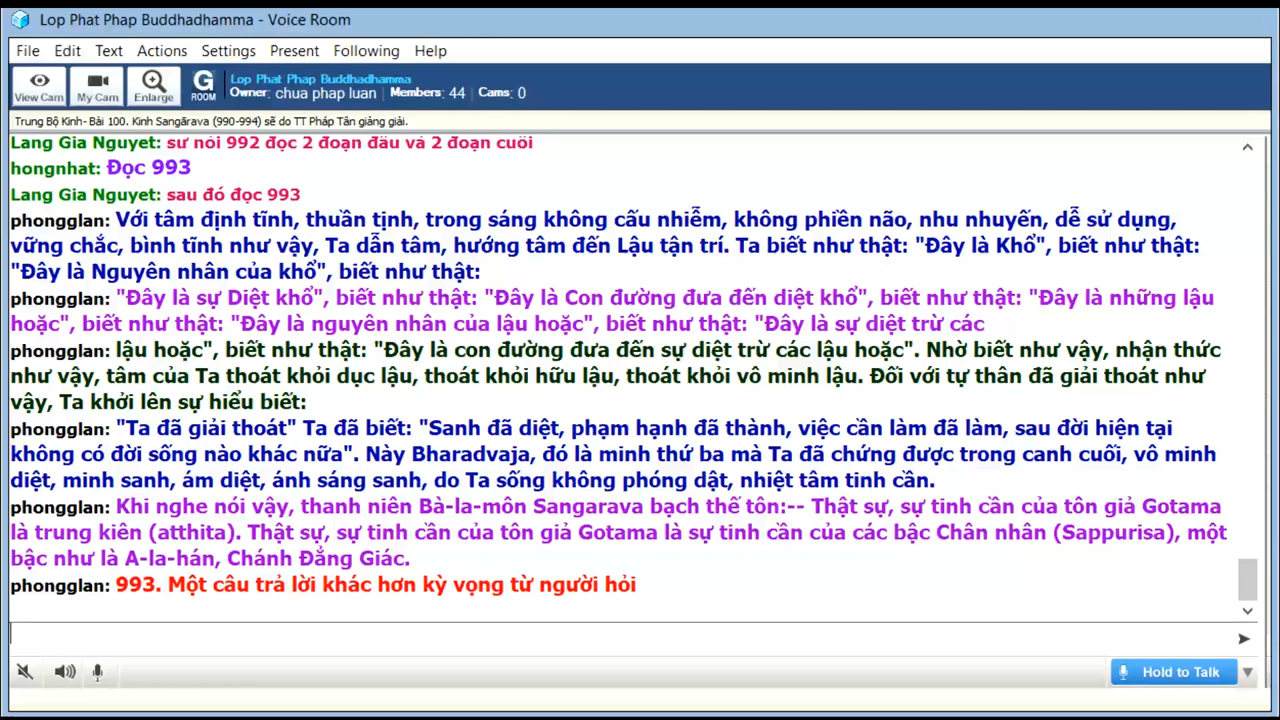 Lop Phat Phap Buddhadhamma - Voice Room
File Edit Text Actions Settings Present Following Help
View Cam My Cam Enlarge G ROOM
Lop Phat Phap Buddhadhamma
Owner: chua phap luan Members: 44 Cams: 0
Trung Bộ Kinh- Bài 100. Kinh Sangārava (990-994) sẽ do TT Pháp Tân giảng giải.
Lang Gia Nguyet: sư nói 992 đọc 2 đoạn đầu và 2 đoạn cuối
hongnhat: Đọc 993
Lang Gia Nguyet: sau đó đọc 993
phongglan: Với tâm định tĩnh, thuần tịnh, trong sáng không cấu nhiễm, không phiền não, nhu nhuyến, dễ sử dụng,
vững chắc, bình tĩnh như vậy, Ta dẫn tâm, hướng tâm đến Lậu tận trí. Ta biết như thật: "Đây là Khổ", biết như thật:
"Đây là Nguyên nhân của khổ", biết như thật:
phongglan: "Đây là sự Diệt khổ", biết như thật: "Đây là Con đường đưa đến diệt khổ", biết như thật: "Đây là những lậu
hoặc", biết như thật: "Đây là nguyên nhân của lậu hoặc", biết như thật: "Đây là sự diệt trừ các
phongglan: lậu hoặc", biết như thật: "Đây là con đường đưa đến sự diệt trừ các lậu hoặc". Nhờ biết như vậy, nhận thức
như vậy, tâm của Ta thoát khỏi dục lậu, thoát khỏi hữu lậu, thoát khỏi vô minh lậu. Đối với tự thân đã giải thoát như
vậy, Ta khởi lên sự hiểu biết:
phongglan: "Ta đã giải thoát" Ta đã biết: "Sanh đã diệt, phạm hạnh đã thành, việc cần làm đã làm, sau đời hiện tại
không có đời sống nào khác nữa". Này Bharadvaja, đó là minh thứ ba mà Ta đã chứng được trong canh cuối, vô minh
diệt, minh sanh, ám diệt, ánh sáng sanh, do Ta sống không phóng dật, nhiệt tâm tinh cần.
phongglan: Khi nghe nói vậy, thanh niên Bà-la-môn Sangarava bạch thế tôn:-- Thật sự, sự tinh cần của tôn giả Gotama
là trung kiên (atthita). Thật sự, sự tinh cần của tôn giả Gotama là sự tinh cần của các bậc Chân nhân (Sappurisa), một
bậc như là A-la-hán, Chánh Đẳng Giác.
phongglan: 993. Một câu trả lời khác hơn kỳ vọng từ người hỏi
Hold to Talk